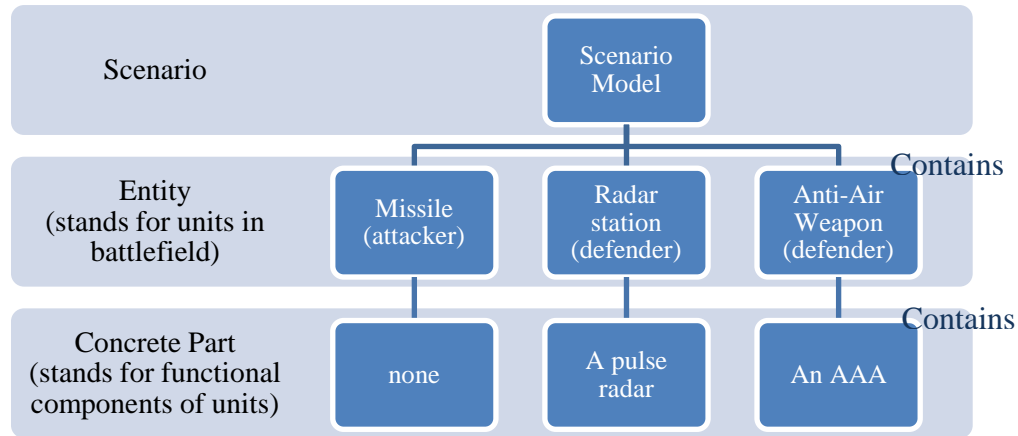 Scenario
Scenario
Model
Contains
Entity
(stands for units in
battlefield)
Missile
(attacker)
Radar
station
(defender)
Anti-Air
Weapon
(defender)
Contains
Concrete Part
(stands for functional
components of units)
none
A pulse
radar
An AAA